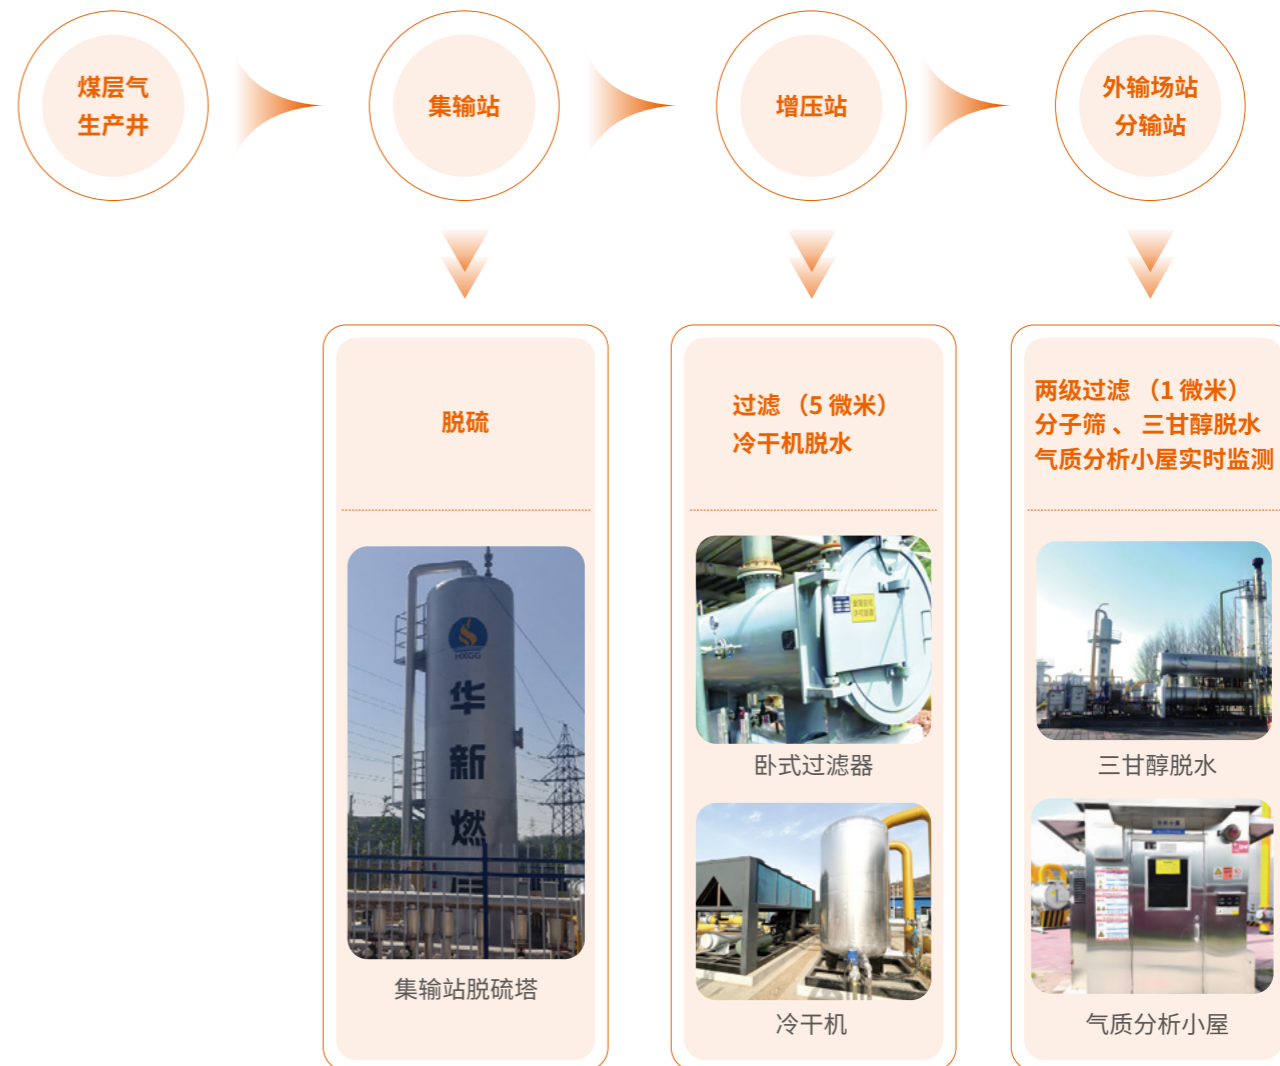 煤层气
生产井
集输站
增压站
外输场站
分输站
脱硫
过滤 （5 微米）
冷干机脱水
两级过滤 （1 微米）
分子筛 、 三甘醇脱水
气质分析小屋实时监测
华
新
燃
集输站脱硫塔
卧式过滤器
冷干机
三甘醇脱水
气质分析小屋